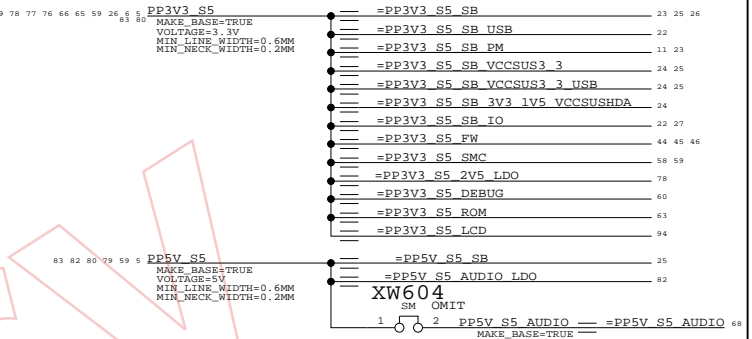 9 78 77 76 66 65 59 26 6 5 PP3V3_S5 =PP3V3_S5_SB 23 25 26
83 80
MAKE_BASE=TRUE
VOLTAGE=3.3V =PP3V3_S5_SB_USB 22
MIN_LINE_WIDTH=0.6MM
MIN_NECK_WIDTH=0.2MM =PP3V3_S5_SB_PM 11 23
=PP3V3_S5_SB_VCCSUS3_3 24 25
=PP3V3_S5_SB_VCCSUS3_3_USB 24 25
=PP3V3_S5_SB_3V3_1V5_VCCSUSHDA 24
=PP3V3_S5_SB_IO 22 27
=PP3V3_S5_FW 44 45 46
=PP3V3_S5_SMC 58 59
=PP3V3_S5_2V5_LDO 78
=PP3V3_S5_DEBUG 60
=PP3V3_S5_ROM 63
=PP3V3_S5_LCD 94
83 82 80 79 59 5 PP5V_S5 =PP5V_S5_SB 25
MAKE_BASE=TRUE
VOLTAGE=5V =PP5V_S5_AUDIO_LDO 82
MIN_LINE_WIDTH=0.6MM
MIN_NECK_WIDTH=0.2MM
XW604
SM OMIT
1 2 PP5V_S5_AUDIO =PP5V_S5_AUDIO 68
MAKE_BASE=TRUE